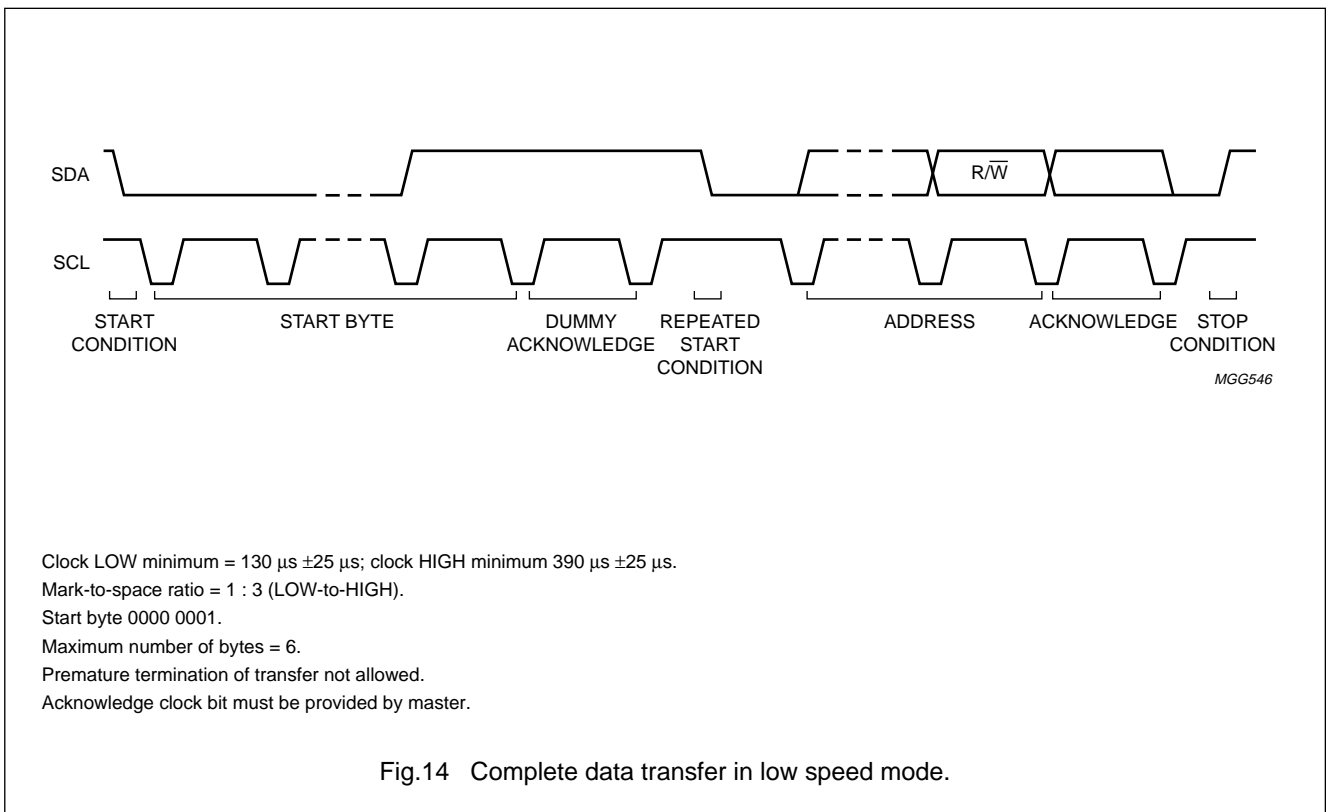 SDA
R/W̅
SCL
START
CONDITION
START BYTE
DUMMY
ACKNOWLEDGE
REPEATED
START
CONDITION
ADDRESS
ACKNOWLEDGE
STOP
CONDITION
MGG546
Clock LOW minimum = 130 μs ±25 μs; clock HIGH minimum 390 μs ±25 μs.
Mark-to-space ratio = 1 : 3 (LOW-to-HIGH).
Start byte 0000 0001.
Maximum number of bytes = 6.
Premature termination of transfer not allowed.
Acknowledge clock bit must be provided by master.
Fig.14 Complete data transfer in low speed mode.